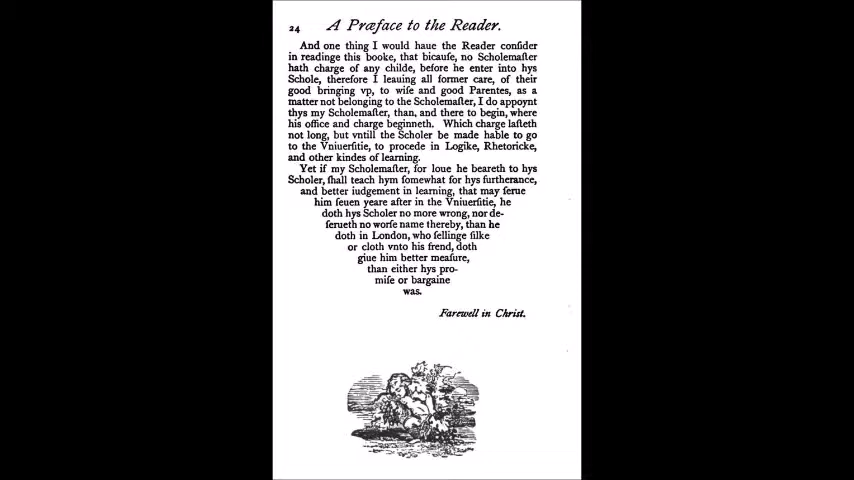 24 A Præface to the Reader.
And one thing I would haue the Reader conſider
in readinge this booke, that bicauſe, no Scholemaſter
hath charge of any childe, before he enter into hys
Schole, therefore I leauing all former care, of their
good bringing vp, to wiſe and good Parentes, as a
matter not belonging to the Scholemaſter, I do appoynt
thys my Scholemaſter, than, and there to begin, where
his office and charge beginneth. Which charge laſteth
not long, but vntill the Scholer be made hable to go
to the Vniuerſitie, to procede in Logike, Rhetoricke,
and other kindes of learning.
Yet if my Scholemaſter, for loue he beareth to hys
Scholer, ſhall teach hym ſomewhat for hys furtherance,
and better iudgement in learning, that may ſerue
him ſeuen yeare after in the Vniuerſitie, he
doth hys Scholer no more wrong, nor de-
ſerueth no worſe name thereby, than he
doth in London, who ſellinge ſilke
or cloth vnto his frend, doth
giue him better meaſure,
than either hys pro-
miſe or bargaine
was.
Farewell in Chriſt.